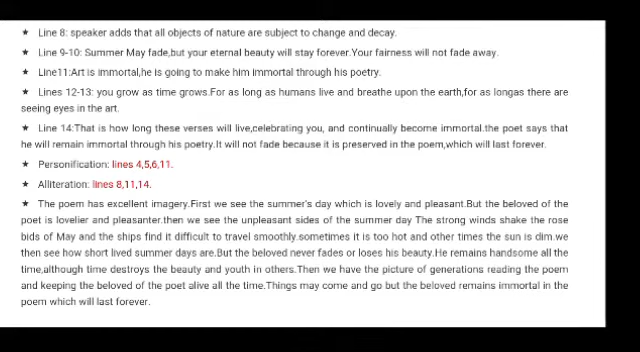 ★ Line 8: speaker adds that all objects of nature are subject to change and decay.
★ Line 9-10: Summer May fade,but your eternal beauty will stay forever.Your fairness will not fade away.
★ Line11:Art is immortal,he is going to make him immortal through his poetry.
★ Lines 12-13: you grow as time grows.For as long as humans live and breathe upon the earth,for as longas there are
seeing eyes in the art.
★ Line 14:That is how long these verses will live,celebrating you, and continually become immortal.the poet says that
he will remain immortal through his poetry.It will not fade because it is preserved in the poem,which will last forever.
★ Personification: lines 4,5,6,11.
★ Alliteration: lines 8,11,14.
★ The poem has excellent imagery.First we see the summer's day which is lovely and pleasant.But the beloved of the
poet is lovelier and pleasanter.then we see the unpleasant sides of the summer day The strong winds shake the rose
bids of May and the ships find it difficult to travel smoothly.sometimes it is too hot and other times the sun is dim.we
then see how short lived summer days are.But the beloved never fades or loses his beauty.He remains handsome all the
time,although time destroys the beauty and youth in others.Then we have the picture of generations reading the poem
and keeping the beloved of the poet alive all the time.Things may come and go but the beloved remains immortal in the
poem which will last forever.